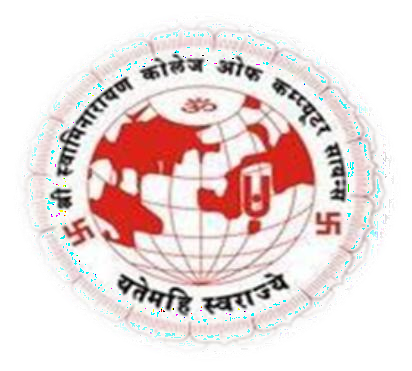 श्री स्वामिनारायण कोलेज ओफ कम्प्यूटर सायन्स
ॐ
यतेमहि स्वराज्ये